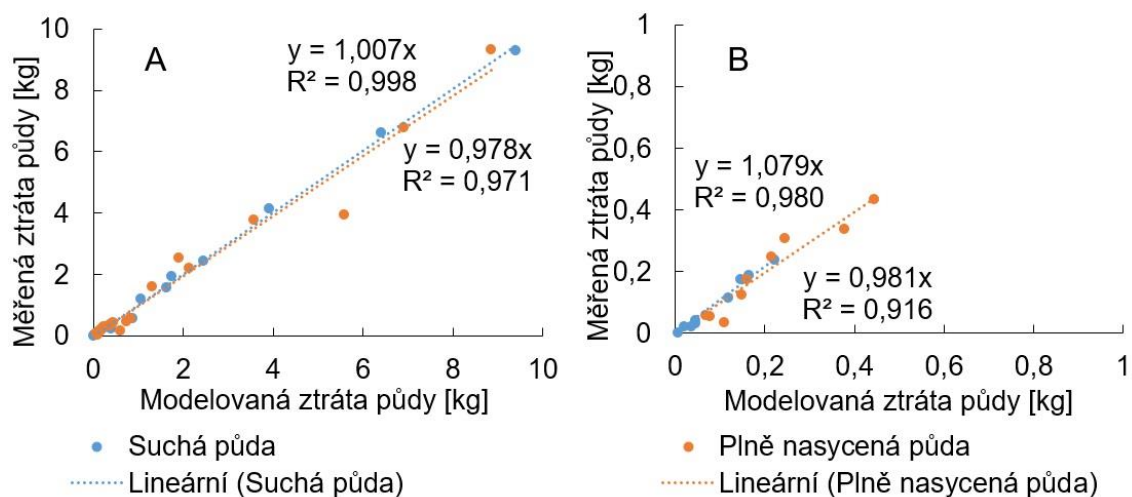 A
y = 1,007x
R² = 0,998
y = 0,978x
R² = 0,971
10
8
6
4
2
0
0 2 4 6 8 10
Měřená ztráta půdy [kg]
Modelovaná ztráta půdy [kg]
B
y = 1,079x
R² = 0,980
y = 0,981x
R² = 0,916
1
0,8
0,6
0,4
0,2
0
0 0,2 0,4 0,6 0,8 1
Měřená ztráta půdy [kg]
Modelovaná ztráta půdy [kg]
Suchá půda
Lineární (Suchá půda)
Plně nasycená půda
Lineární (Plně nasycená půda)